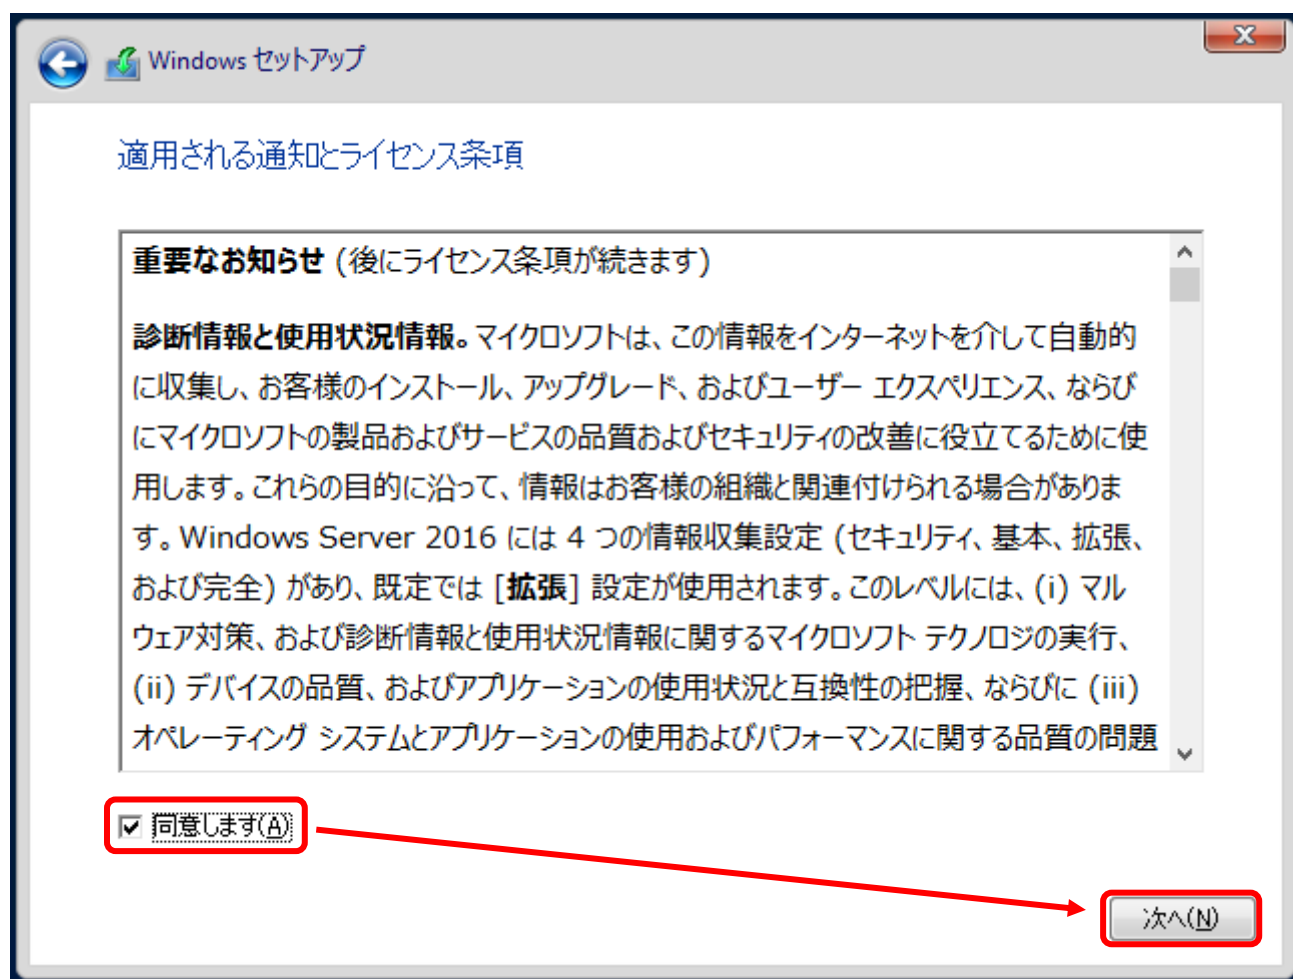 Windows セットアップ
適用される通知とライセンス条項
重要なお知らせ (後にライセンス条項が続きます)
診断情報と使用状況情報。マイクロソフトは、この情報をインターネットを介して自動的
に収集し、お客様のインストール、アップグレード、およびユーザー エクスペリエンス、ならび
にマイクロソフトの製品およびサービスの品質およびセキュリティの改善に役立てるために使
用します。これらの目的に沿って、情報はお客様の組織と関連付けられる場合がありま
す。Windows Server 2016 には 4 つの情報収集設定 (セキュリティ、基本、拡張、
および完全) があり、既定では [拡張] 設定が使用されます。このレベルには、(i) マル
ウェア対策、および診断情報と使用状況情報に関するマイクロソフト テクノロジの実行、
(ii) デバイスの品質、およびアプリケーションの使用状況と互換性の把握、ならびに (iii)
オペレーティング システムとアプリケーションの使用およびパフォーマンスに関する品質の問題
同意します(A)
次へ(N)